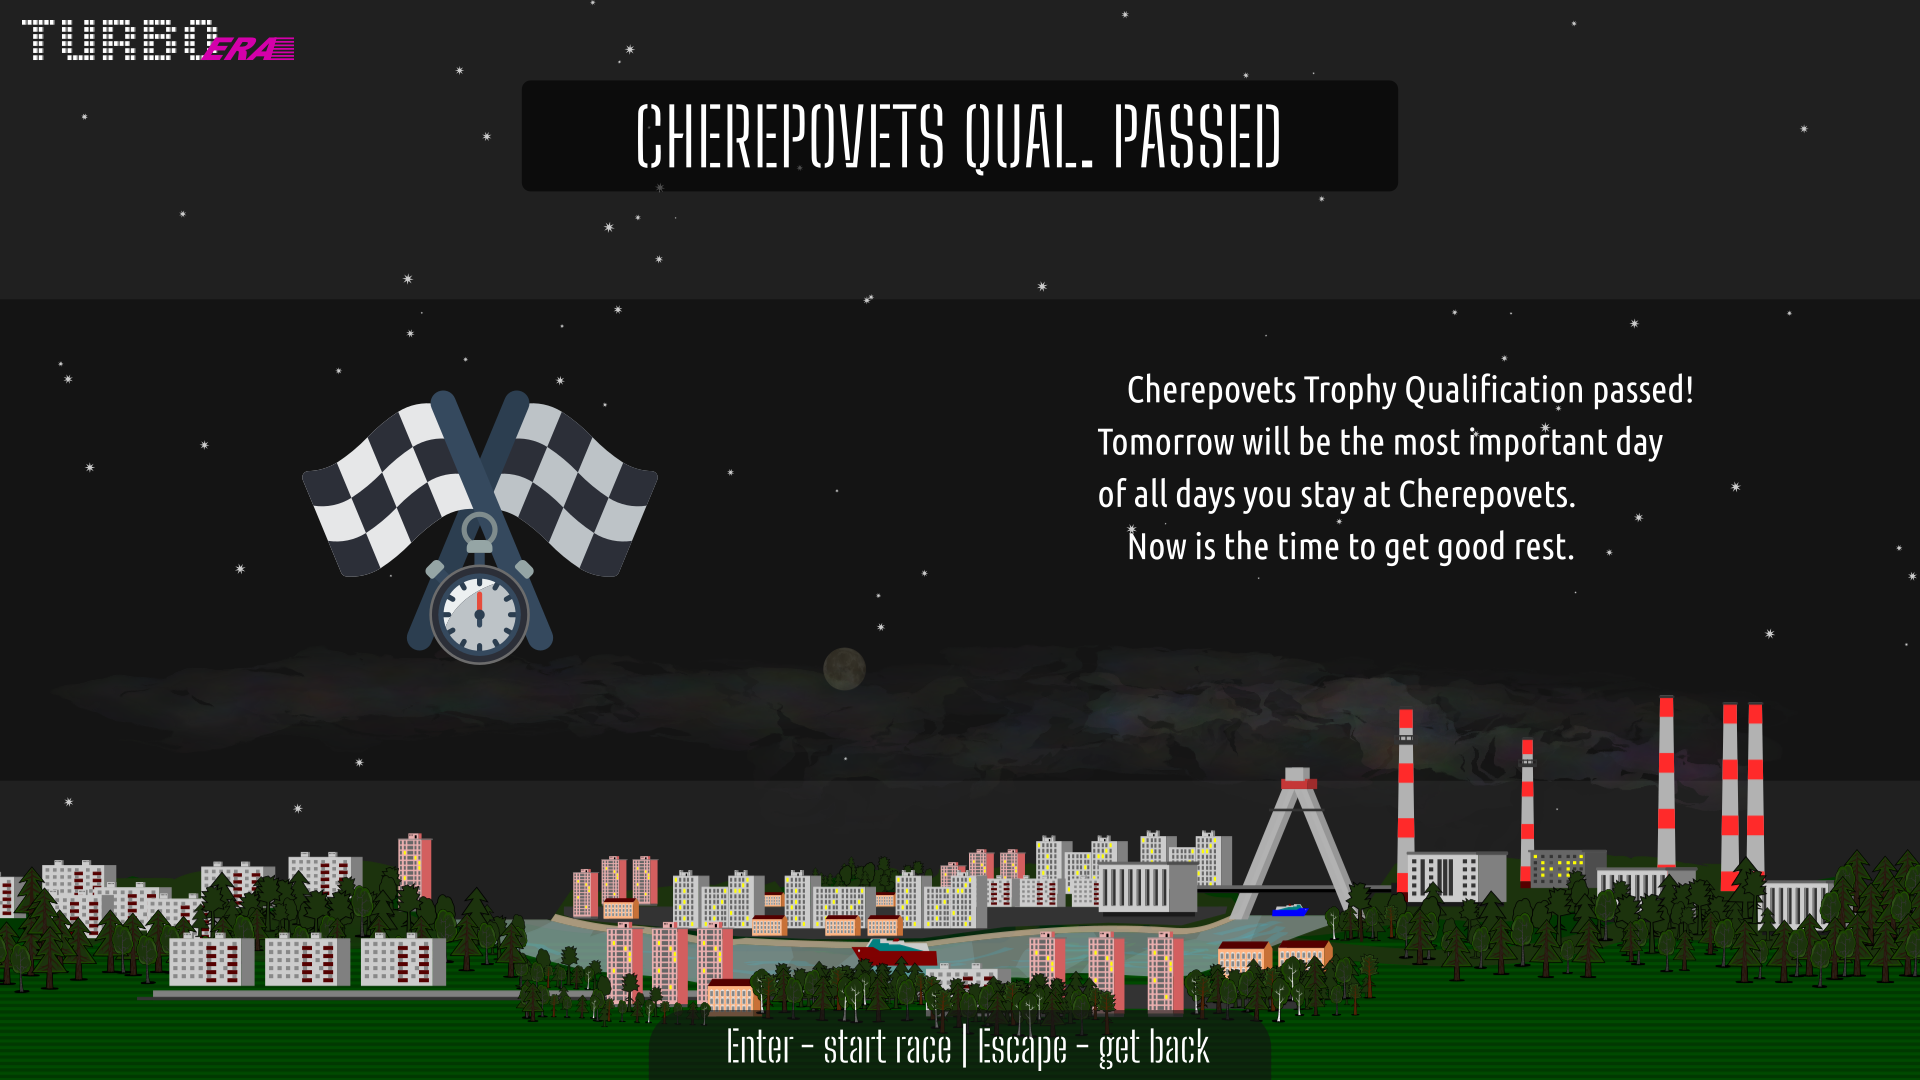 TURBO ERA
CHEREPOVETS QUAL. PASSED
Cherepovets Trophy Qualification passed!
Tomorrow will be the most important day
of all days you stay at Cherepovets.
Now is the time to get good rest.
Enter - start race | Escape - get back